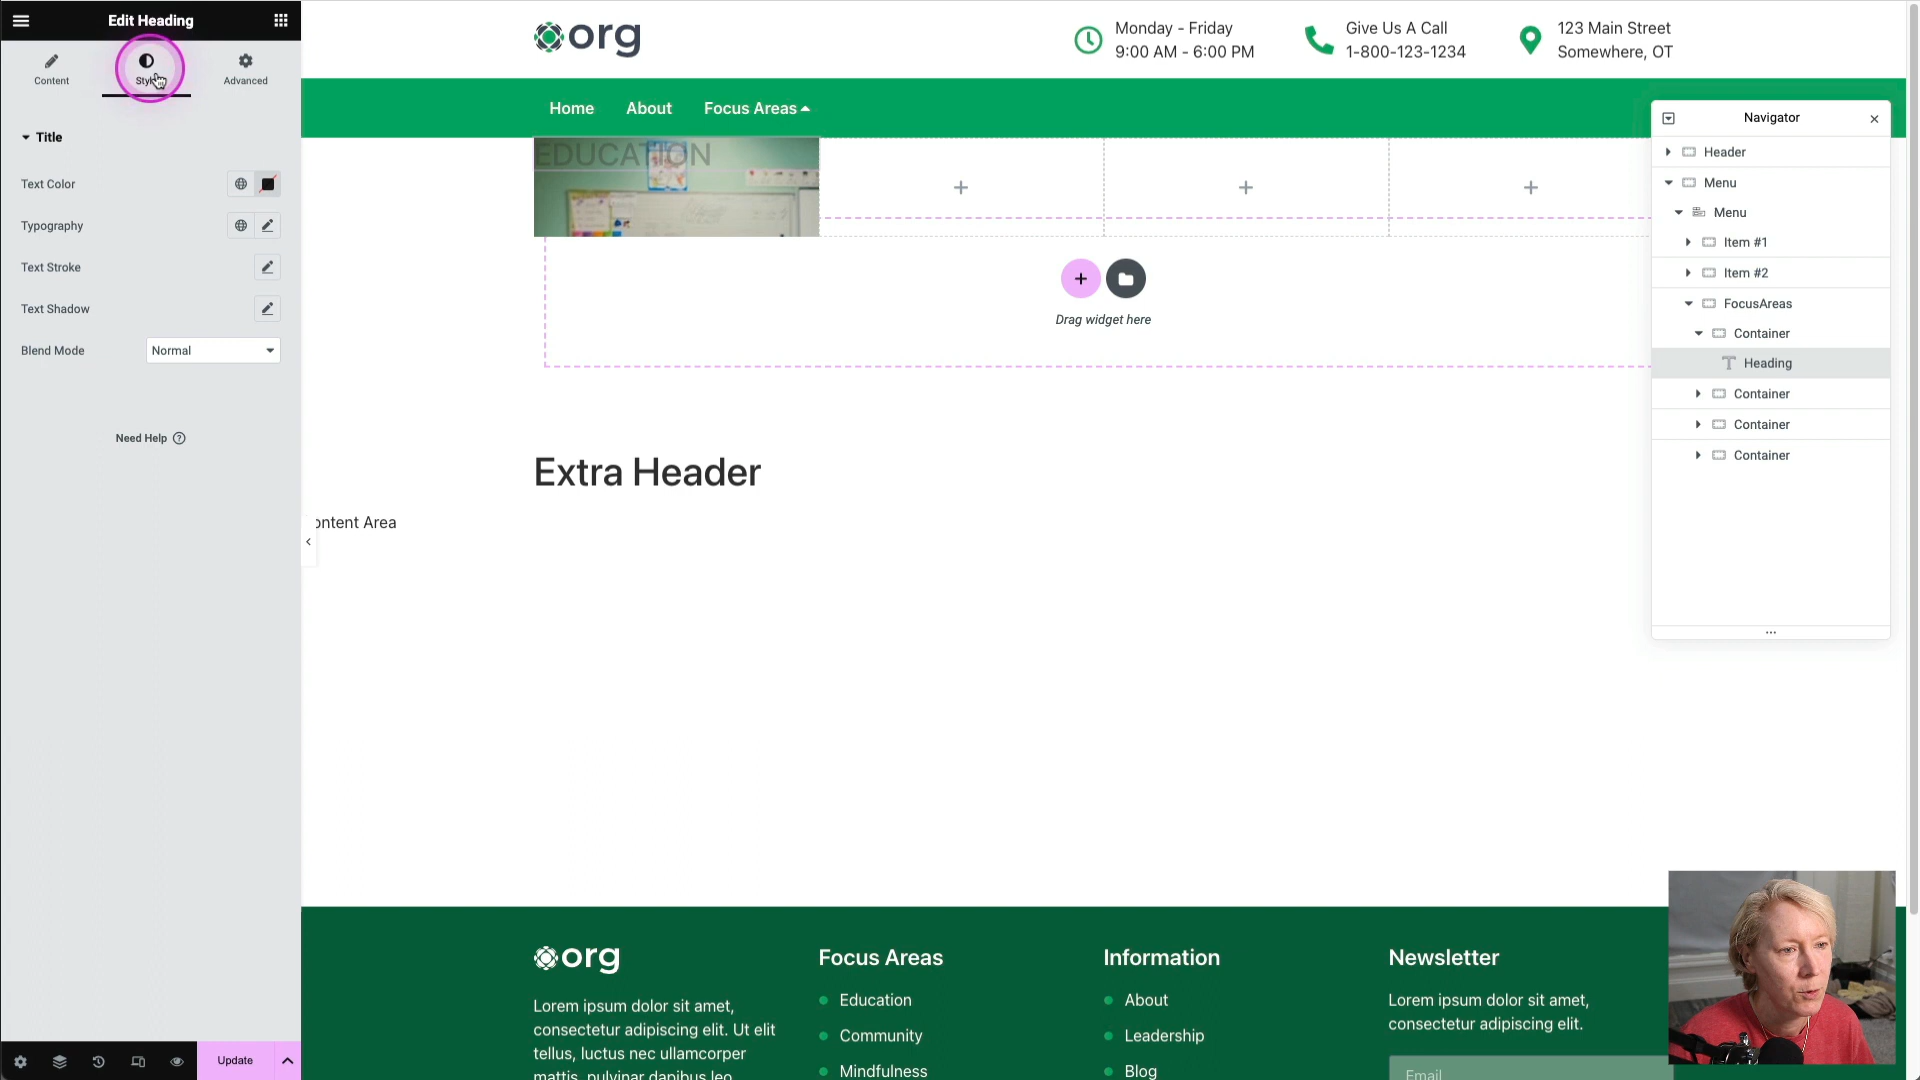 Edit Heading
Content
Style
Advanced
Title
Text Color
Typography
Text Stroke
Text Shadow
Blend Mode
Normal
Need Help
Update
org
Monday - Friday
9:00 AM - 6:00 PM
Give Us A Call
1-800-123-1234
123 Main Street
Somewhere, OT
Home
About
Focus Areas
EDUCATION
Drag widget here
Extra Header
ontent Area
Navigator
Header
Menu
Menu
Item #1
Item #2
FocusAreas
Container
Heading
Container
Container
Container
org
Lorem ipsum dolor sit amet,
consectetur adipiscing elit. Ut elit
tellus, luctus nec ullamcorper
mattis, pulvinar dapibus leo.
Focus Areas
Education
Community
Mindfulness
Information
About
Leadership
Blog
Newsletter
Lorem ipsum dolor sit amet,
consectetur adipiscing elit.
Email